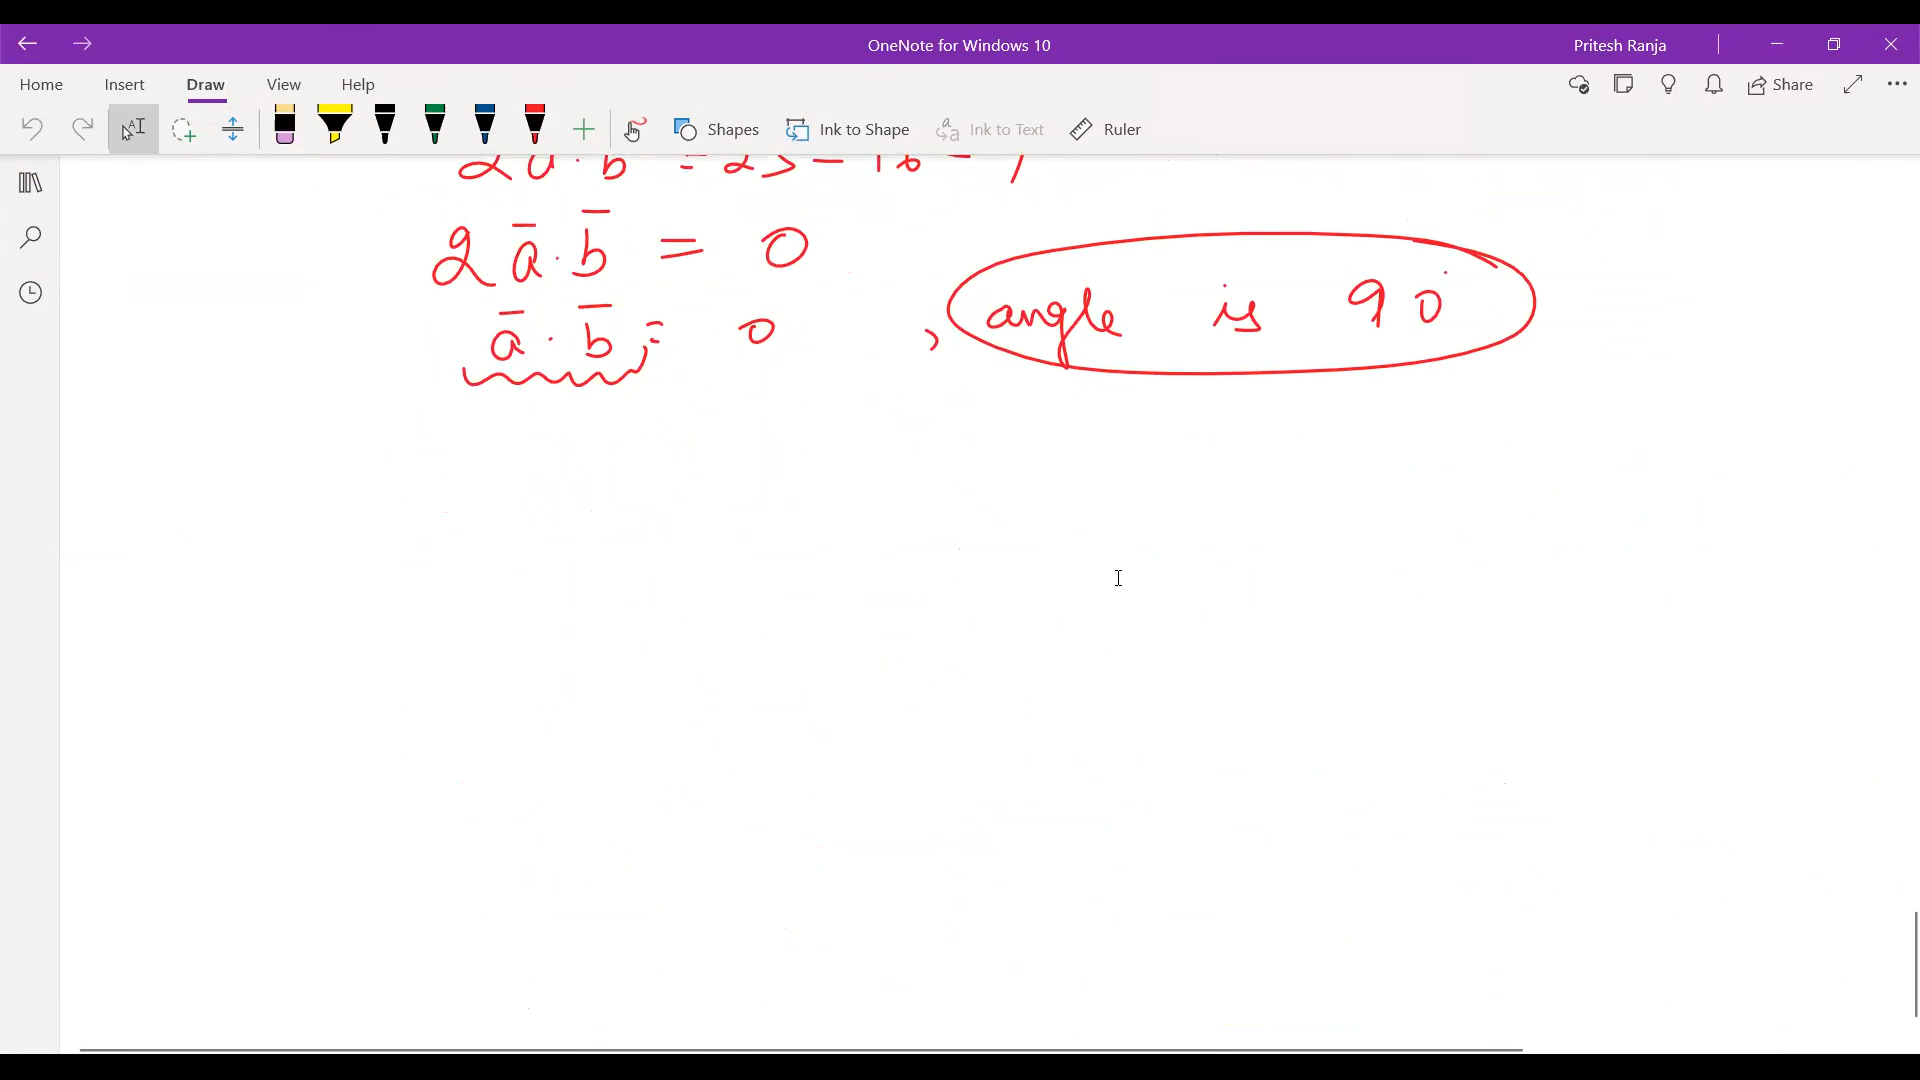 OneNote for Windows 10
Pritesh Ranja
Home Insert Draw View Help Share
Shapes Ink to Shape Ink to Text Ruler
2 a̅ · b̅ = 0
a̅ · b̅ = 0 , angle is 90°